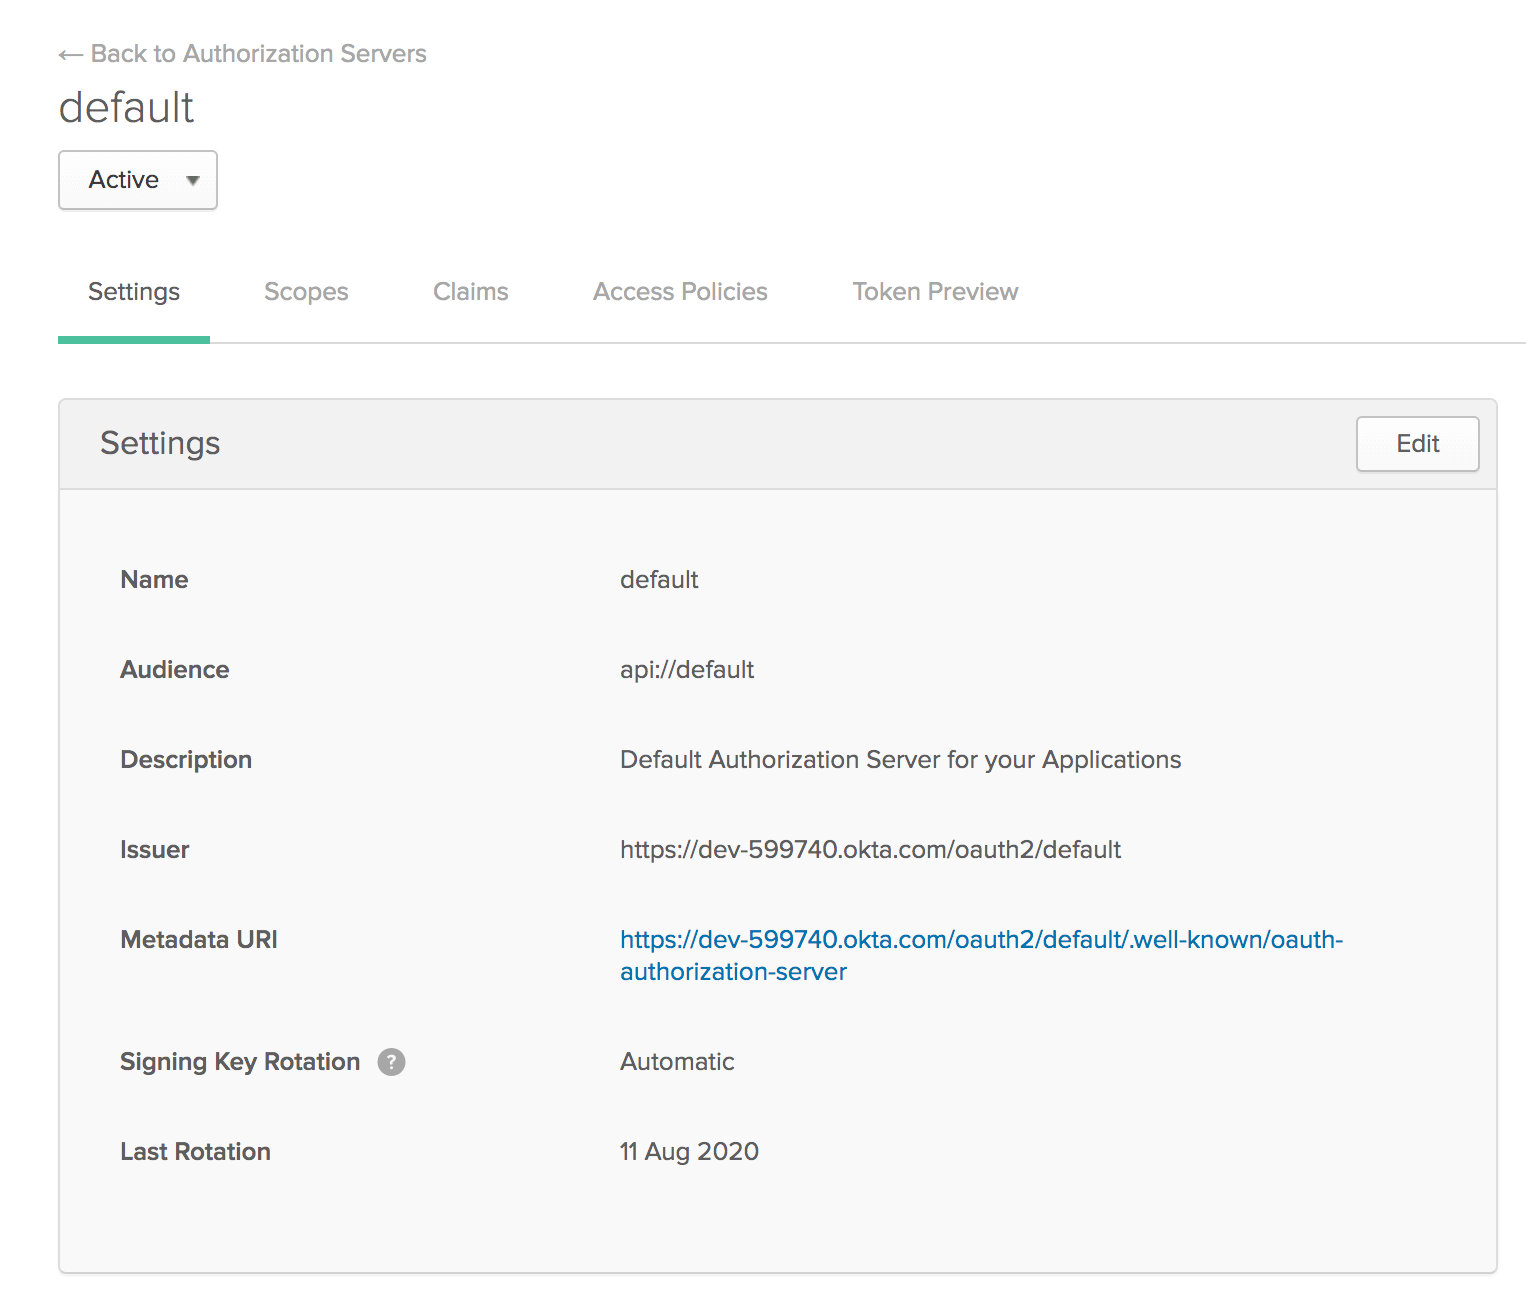 ← Back to Authorization Servers
default
Active
Settings Scopes Claims Access Policies Token Preview
Settings Edit
Name default
Audience api://default
Description Default Authorization Server for your Applications
Issuer https://dev-599740.okta.com/oauth2/default
Metadata URI https://dev-599740.okta.com/oauth2/default/.well-known/oauth-
authorization-server
Signing Key Rotation ? Automatic
Last Rotation 11 Aug 2020